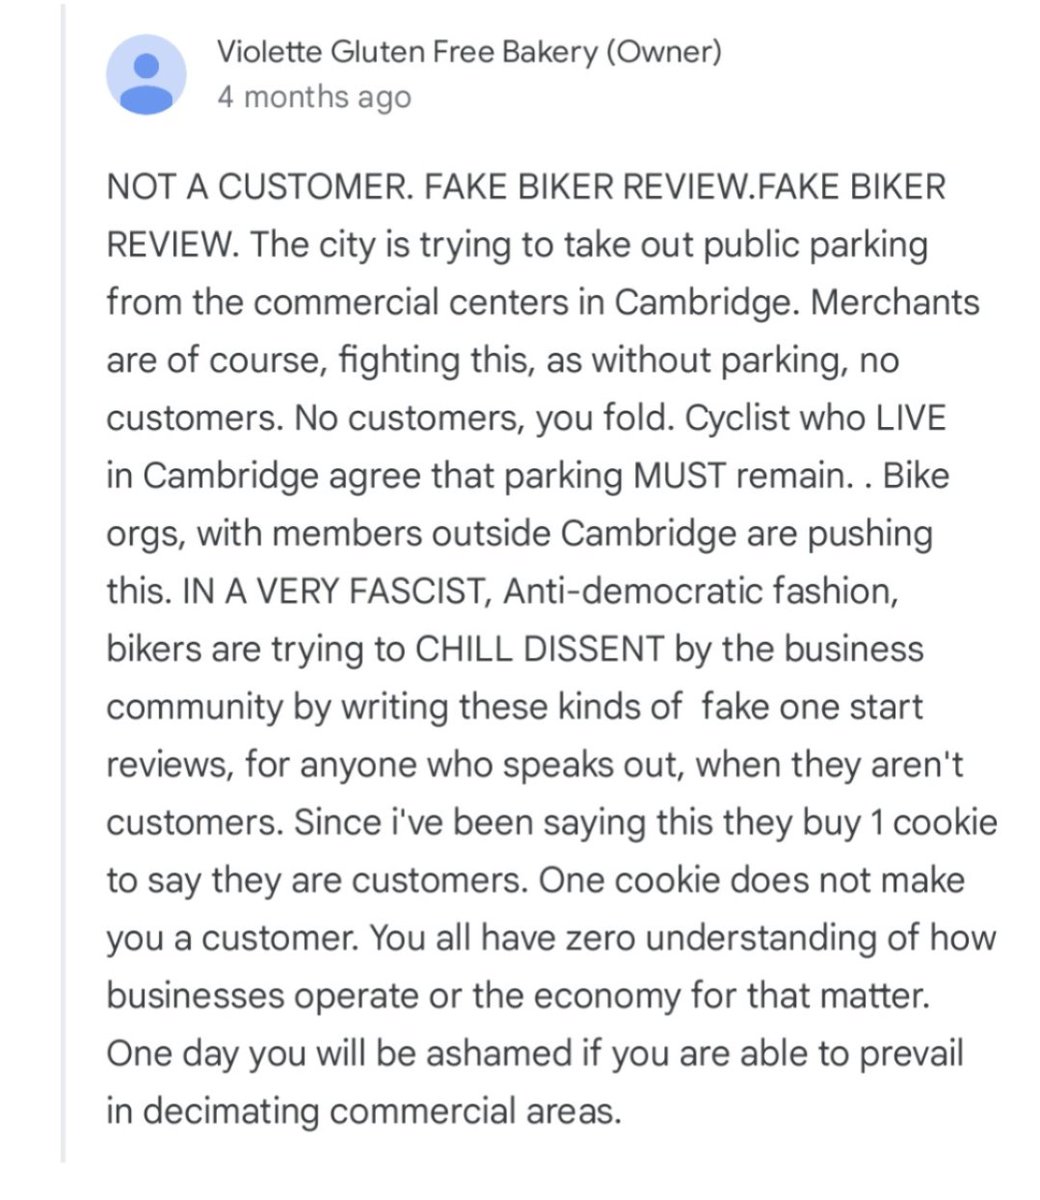 Violette Gluten Free Bakery (Owner)
4 months ago
NOT A CUSTOMER. FAKE BIKER REVIEW.FAKE BIKER
REVIEW. The city is trying to take out public parking
from the commercial centers in Cambridge. Merchants
are of course, fighting this, as without parking, no
customers. No customers, you fold. Cyclist who LIVE
in Cambridge agree that parking MUST remain. . Bike
orgs, with members outside Cambridge are pushing
this. IN A VERY FASCIST, Anti-democratic fashion,
bikers are trying to CHILL DISSENT by the business
community by writing these kinds of  fake one start
reviews, for anyone who speaks out, when they aren't
customers. Since i've been saying this they buy 1 cookie
to say they are customers. One cookie does not make
you a customer. You all have zero understanding of how
businesses operate or the economy for that matter.
One day you will be ashamed if you are able to prevail
in decimating commercial areas.